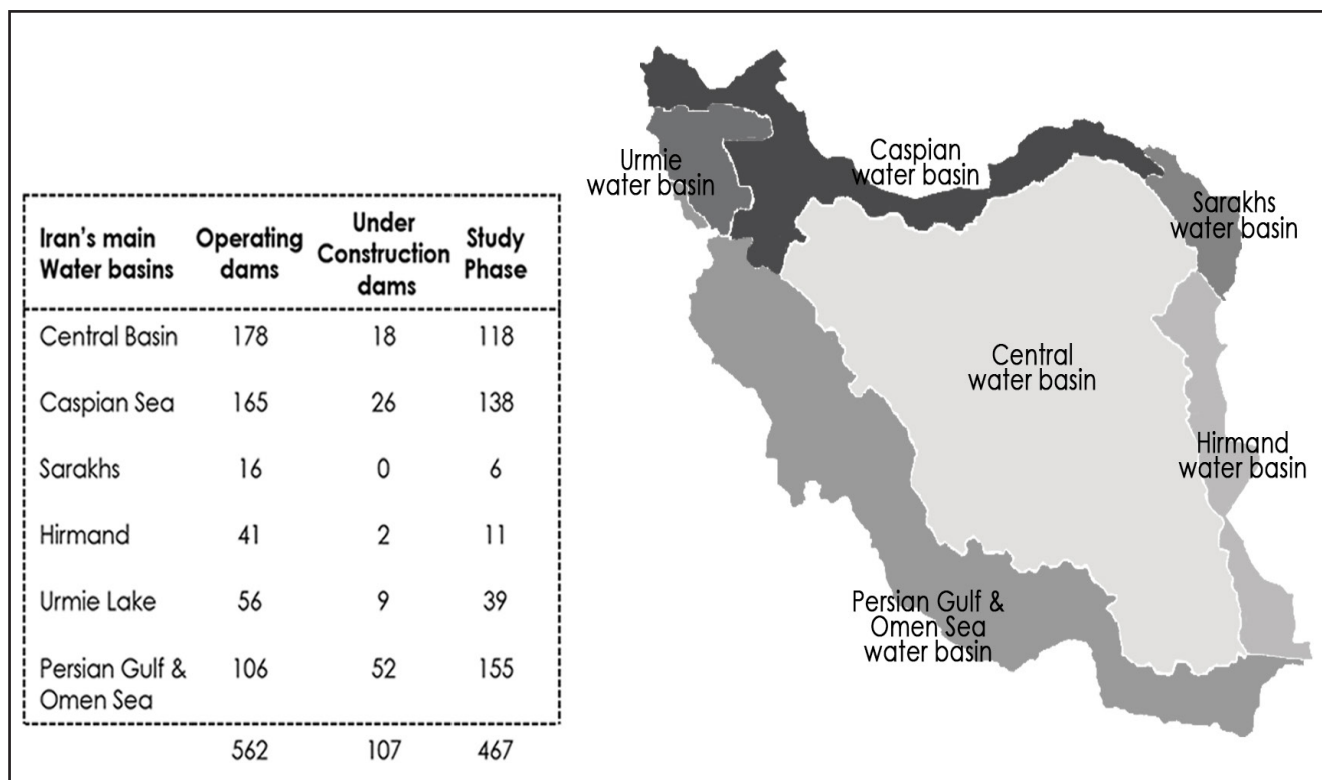 Iran's main Operating Under Study
Water basins dams Construction Phase
dams
Central Basin 178 18 118
Caspian Sea 165 26 138
Sarakhs 16 0 6
Hirmand 41 2 11
Urmie Lake 56 9 39
Persian Gulf & 106 52 155
Omen Sea
562 107 467
Urmie
water basin
Caspian
water basin
Sarakhs
water basin
Central
water basin
Hirmand
water basin
Persian Gulf &
Omen Sea
water basin